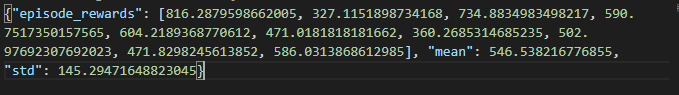 {"episode_rewards": [816.2879598662005, 327.1151898734168, 734.8834983498217, 590.
7517350157565, 604.2189368770612, 471.0181818181662, 360.2685314685235, 502.
97692307692023, 471.8298245613852, 586.0313868612985], "mean": 546.538216776855,
"std": 145.29471648823045}